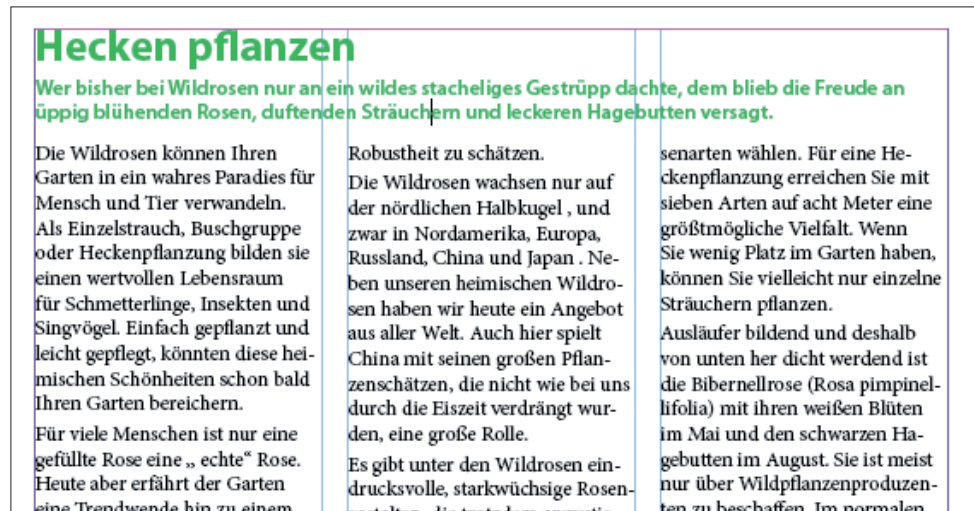 Hecken pflanzen
Wer bisher bei Wildrosen nur an ein wildes stacheliges Gestrüpp dachte, dem blieb die Freude an
üppig blühenden Rosen, duftenden Sträuchern und leckeren Hagebutten versagt.
Die Wildrosen können Ihren
Garten in ein wahres Paradies für
Mensch und Tier verwandeln.
Als Einzelstrauch, Buschgruppe
oder Heckenpflanzung bilden sie
einen wertvollen Lebensraum
für Schmetterlinge, Insekten und
Singvögel. Einfach gepflanzt und
leicht gepflegt, könnten diese hei-
mischen Schönheiten schon bald
Ihren Garten bereichern.
Für viele Menschen ist nur eine
gefüllte Rose eine „ echte“ Rose.
Heute aber erfährt der Garten
eine Trendwende hin zu einem
Robustheit zu schätzen.
Die Wildrosen wachsen nur auf
der nördlichen Halbkugel , und
zwar in Nordamerika, Europa,
Russland, China und Japan . Ne-
ben unseren heimischen Wildro-
sen haben wir heute ein Angebot
aus aller Welt. Auch hier spielt
China mit seinen großen Pflan-
zenschätzen, die nicht wie bei uns
durch die Eiszeit verdrängt wur-
den, eine große Rolle.
Es gibt unter den Wildrosen ein-
drucksvolle, starkwüchsige Rosen-
senarten wählen. Für eine He-
ckenpflanzung erreichen Sie mit
sieben Arten auf acht Meter eine
größtmögliche Vielfalt. Wenn
Sie wenig Platz im Garten haben,
können Sie vielleicht nur einzelne
Sträuchern pflanzen.
Ausläufer bildend und deshalb
von unten her dicht werdend ist
die Bibernellrose (Rosa pimpinel-
lifolia) mit ihren weißen Blüten
im Mai und den schwarzen Ha-
gebutten im August. Sie ist meist
nur über Wildpflanzenproduzen-
ten zu beschaffen. Im normalen